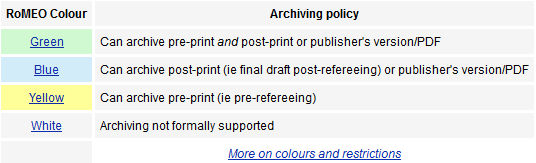 RoMEO Colour Archiving policy
Green Can archive pre-print and post-print or publisher's version/PDF
Blue Can archive post-print (ie final draft post-refereeing) or publisher's version/PDF
Yellow Can archive pre-print (ie pre-refereeing)
White Archiving not formally supported
More on colours and restrictions